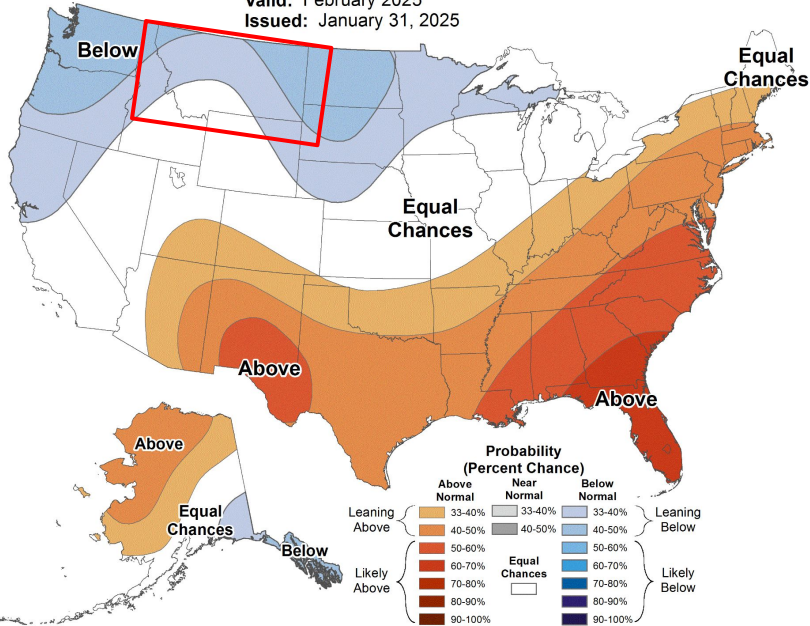 Valid: February 2025
Issued: January 31, 2025
Below
Equal
Chances
Equal
Chances
Above
Above
Above
Equal
Chances
Below
Probability
(Percent Chance)
Above
Normal
Near
Normal
Below
Normal
Leaning
Above
33-40%
33-40%
33-40%
Leaning
Below
40-50%
40-50%
40-50%
Likely
Above
50-60%
60-70%
70-80%
80-90%
90-100%
Equal
Chances
50-60%
60-70%
70-80%
80-90%
90-100%
Likely
Below